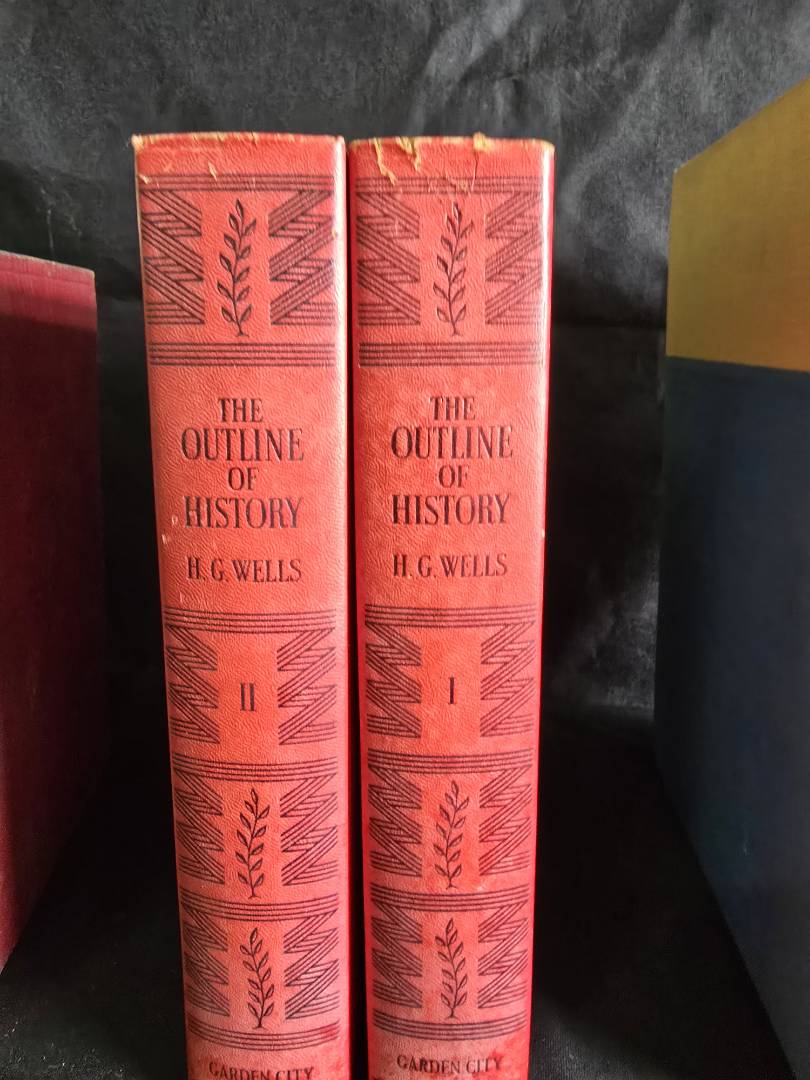 THE
OUTLINE
OF
HISTORY
H. G. WELLS
II
GARDEN CITY
THE
OUTLINE
OF
HISTORY
H. G. WELLS
I
GARDEN CITY